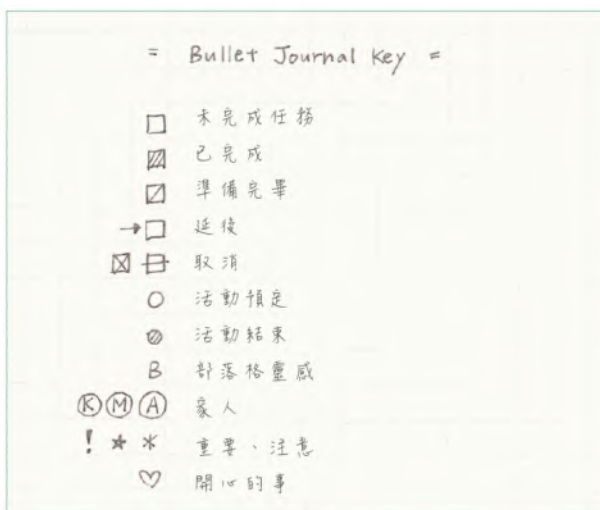 = Bullet Journal Key =
□ 未完成任務
▨ 已完成
⧄ 準備完畢
→□ 延後
☒ 取消
○ 活動預定
活動結束
B 部落格靈感
Ⓚ Ⓜ Ⓐ 家人
! ★ * 重要、注意
♡ 開心的事